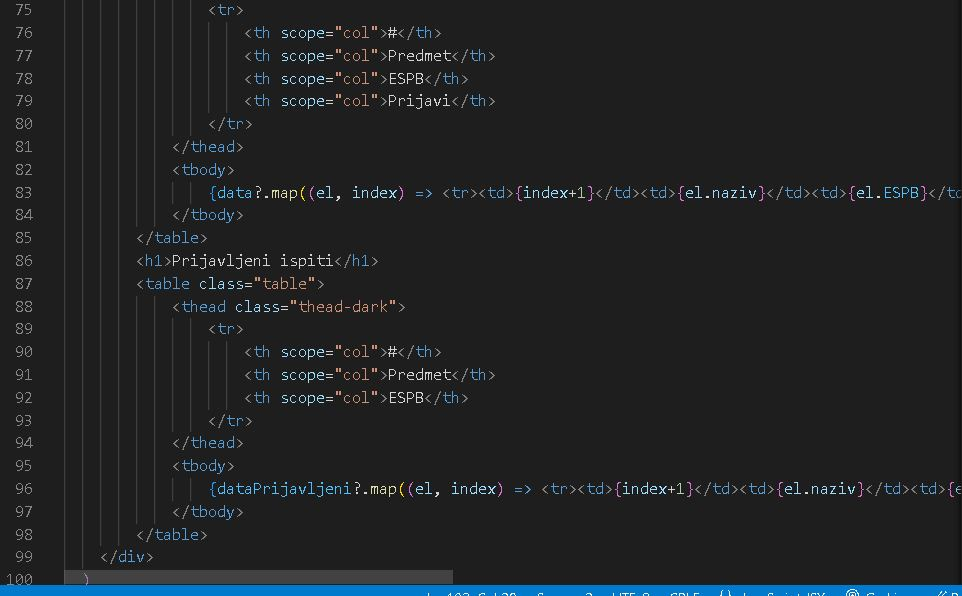 75 <tr>
76 <th scope="col">#</th>
77 <th scope="col">Predmet</th>
78 <th scope="col">ESPB</th>
79 <th scope="col">Prijavi</th>
80 </tr>
81 </thead>
82 <tbody>
83 {data?.map((el, index) => <tr><td>{index+1}</td><td>{el.naziv}</td><td>{el.ESPB}</td
84 </tbody>
85 </table>
86 <h1>Prijavljeni ispiti</h1>
87 <table class="table">
88 <thead class="thead-dark">
89 <tr>
90 <th scope="col">#</th>
91 <th scope="col">Predmet</th>
92 <th scope="col">ESPB</th>
93 </tr>
94 </thead>
95 <tbody>
96 {dataPrijavljeni?.map((el, index) => <tr><td>{index+1}</td><td>{el.naziv}</td><td>{e
97 </tbody>
98 </table>
99 </div>
100 )